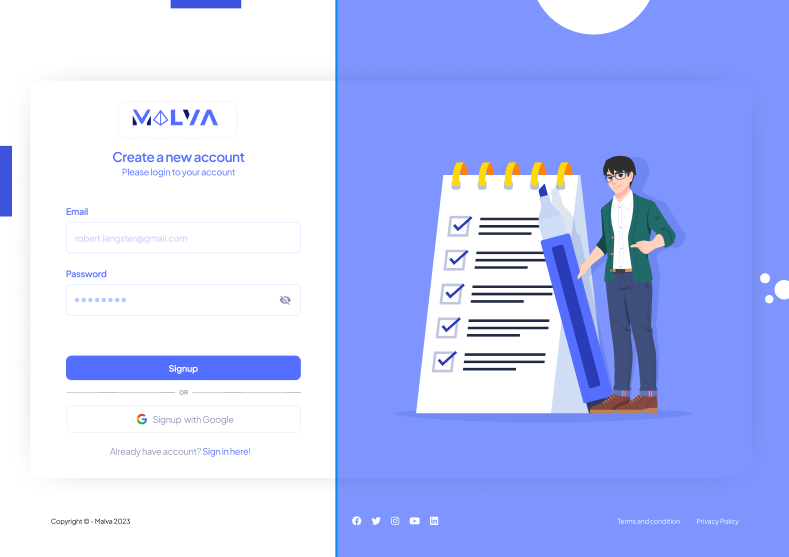 MALVA
Create a new account
Please login to your account
Email
robert.langster@gmail.com
Password
Signup
OR
Signup with Google
Already have account? Sign in here!
Copyright © - Malva 2023
Terms and condition
Privacy Policy